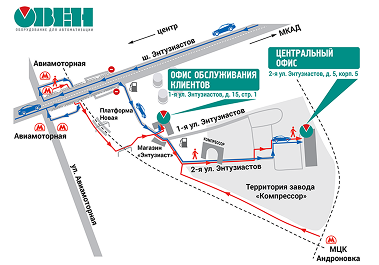 ОВЕН
ОБОРУДОВАНИЕ ДЛЯ АВТОМАТИЗАЦИИ
центр
МКАД
ш. Энтузиастов
Авиамоторная
ЦЕНТРАЛЬНЫЙ
ОФИС
2-я ул. Энтузиастов, д. 5, корп. 5
ОФИС ОБСЛУЖИВАНИЯ
КЛИЕНТОВ
1-я ул. Энтузиастов, д. 15, стр. 1
Платформа
Новая
Авиамоторная
1-я ул. Энтузиастов
Магазин
«Энтузиаст»
КОМПРЕССОР
2-я ул. Энтузиастов
ул. Авиамоторная
Территория завода
«Компрессор»
МЦК
Андроновка